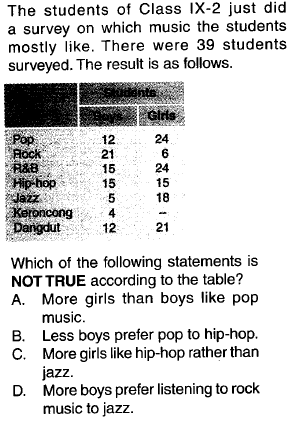 The students of Class IX-2 just did
a survey on which music the students
mostly like. There were 39 students
surveyed. The result is as follows.
Students
Boys Girls
Pop 12 24
Rock 21 6
R&B 15 24
Hip-hop 15 15
Jazz 5 18
Keroncong 4 --
Dangdut 12 21
Which of the following statements is
NOT TRUE according to the table?
A. More girls than boys like pop
music.
B. Less boys prefer pop to hip-hop.
C. More girls like hip-hop rather than
jazz.
D. More boys prefer listening to rock
music to jazz.